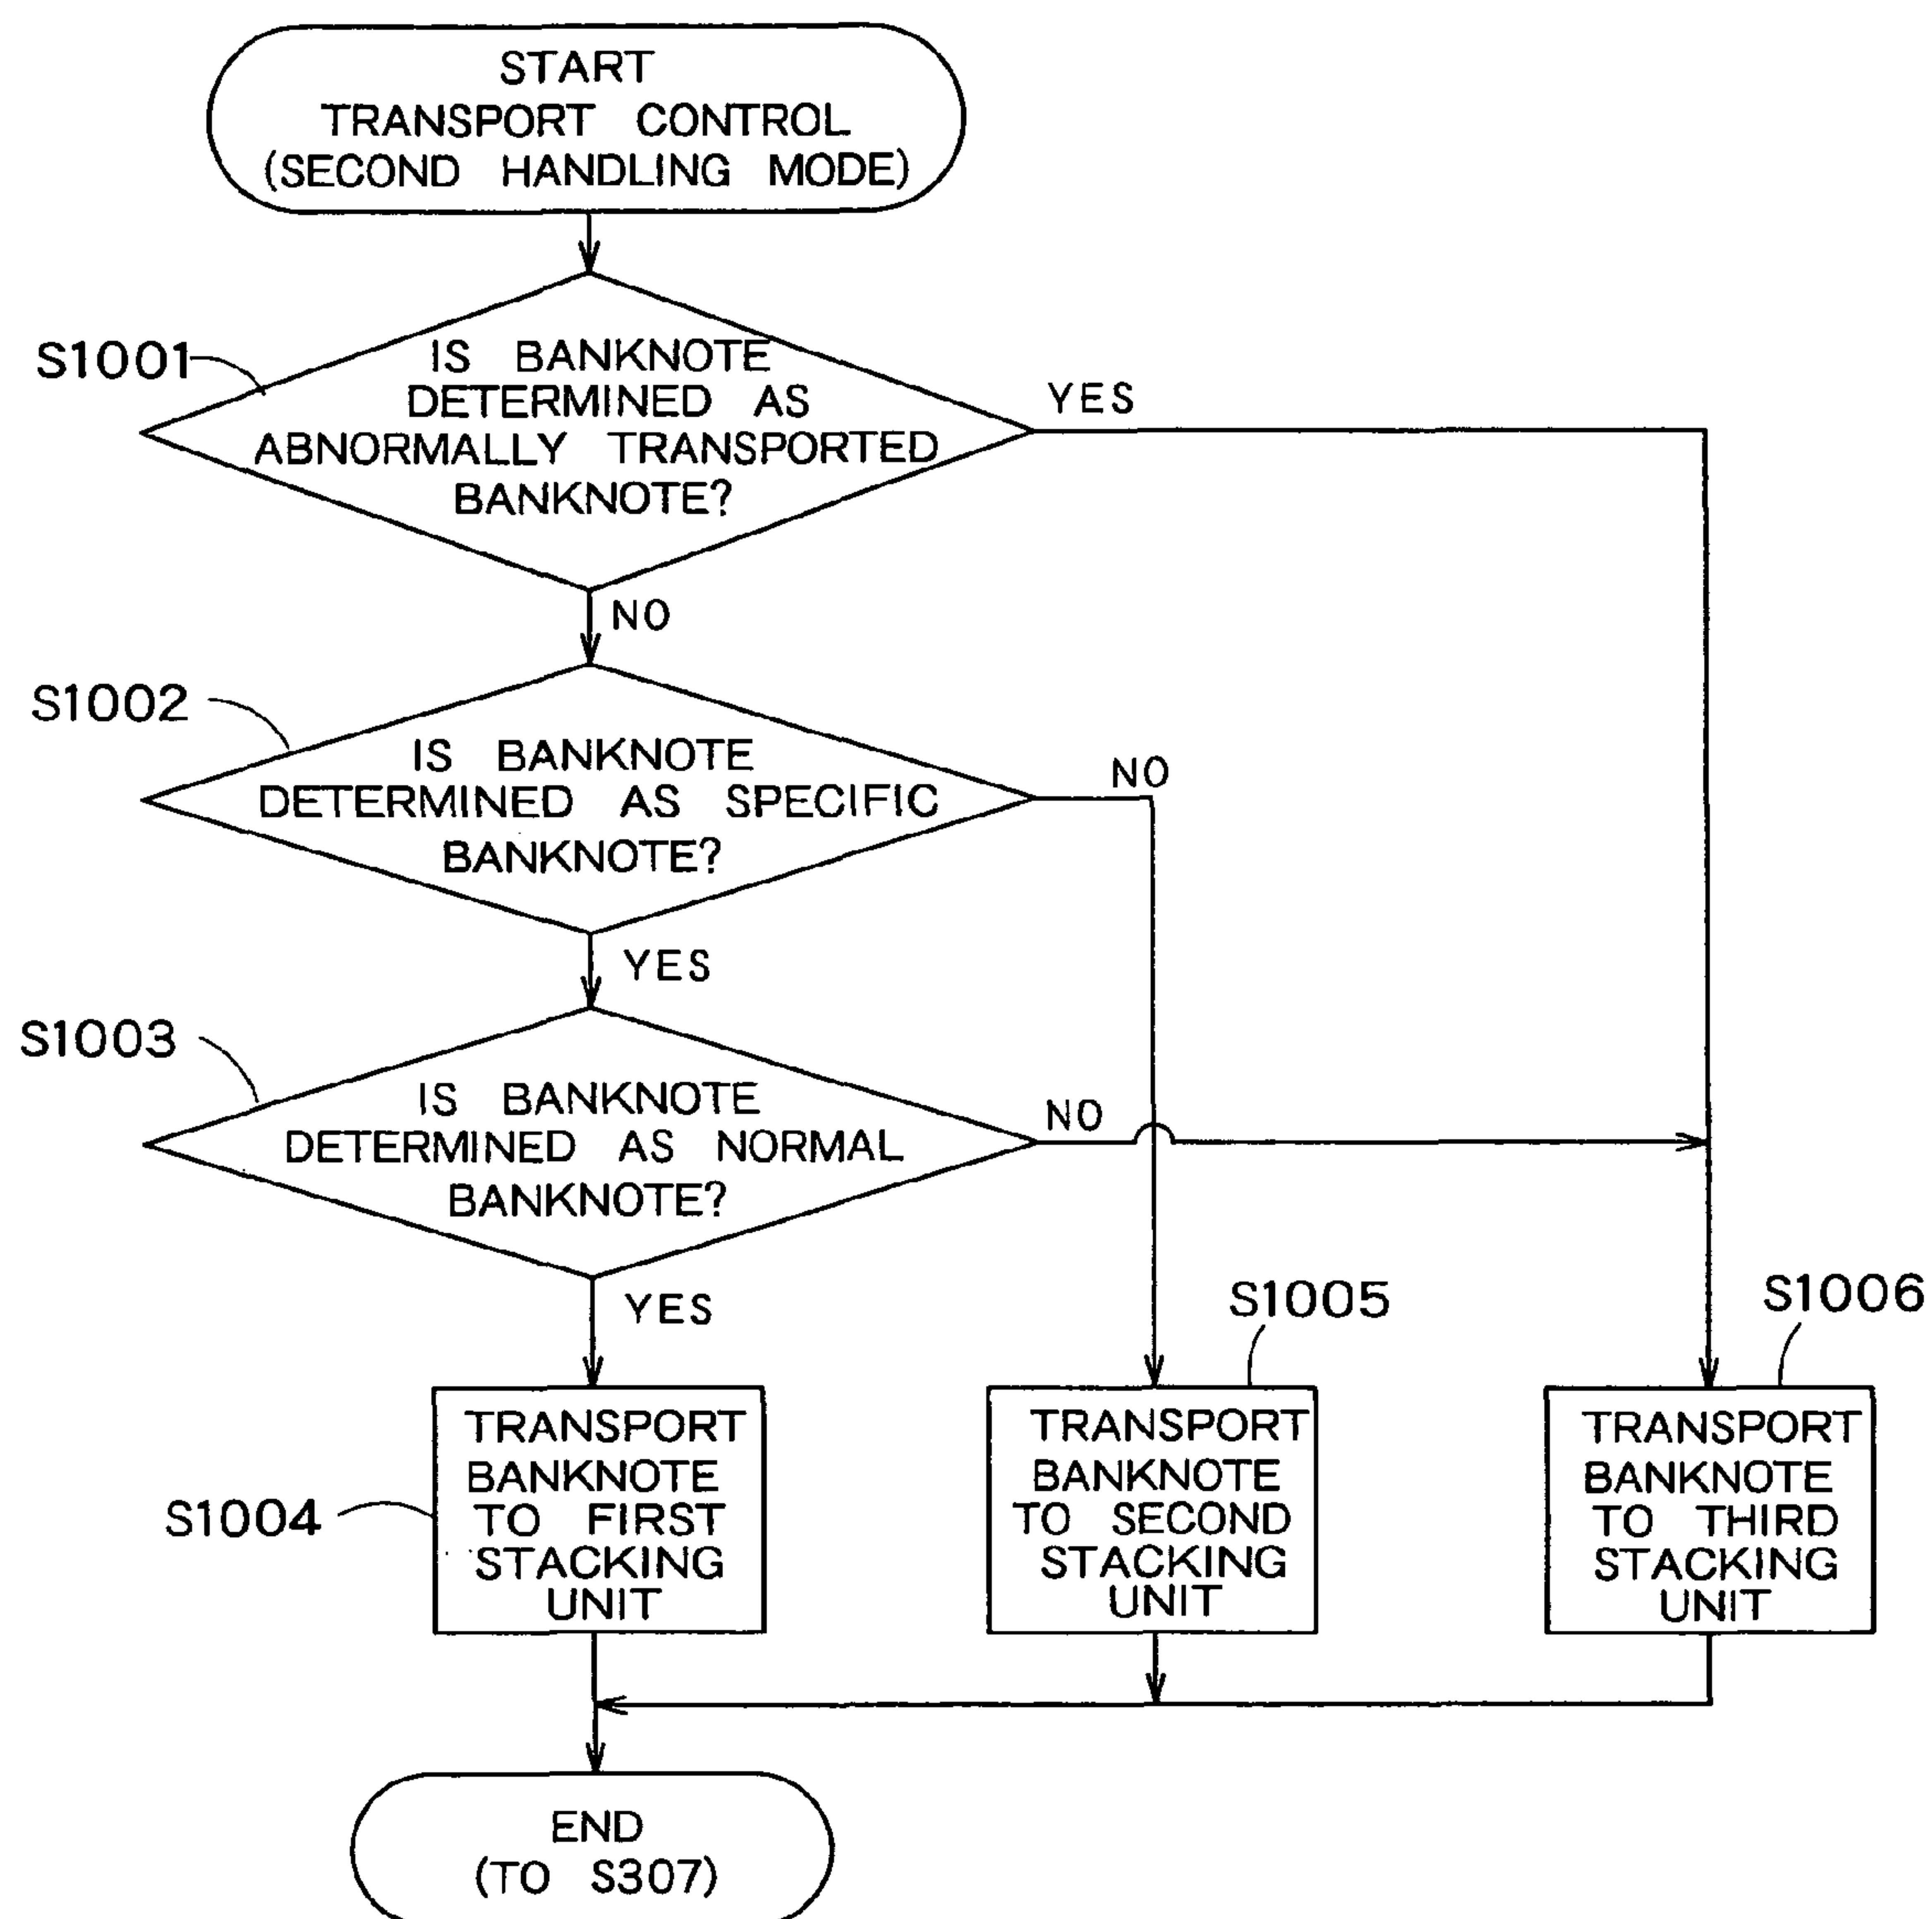 START
TRANSPORT CONTROL
(SECOND HANDLING MODE)
S1001
IS BANKNOTE
DETERMINED AS
ABNORMALLY TRANSPORTED
BANKNOTE?
YES
NO
S1002
IS BANKNOTE
DETERMINED AS SPECIFIC
BANKNOTE?
NO
YES
S1003
IS BANKNOTE
DETERMINED AS NORMAL
BANKNOTE?
NO
YES
S1004
TRANSPORT
BANKNOTE
TO FIRST
STACKING
UNIT
S1005
TRANSPORT
BANKNOTE
TO SECOND
STACKING
UNIT
S1006
TRANSPORT
BANKNOTE
TO THIRD
STACKING
UNIT
END
(TO S307)